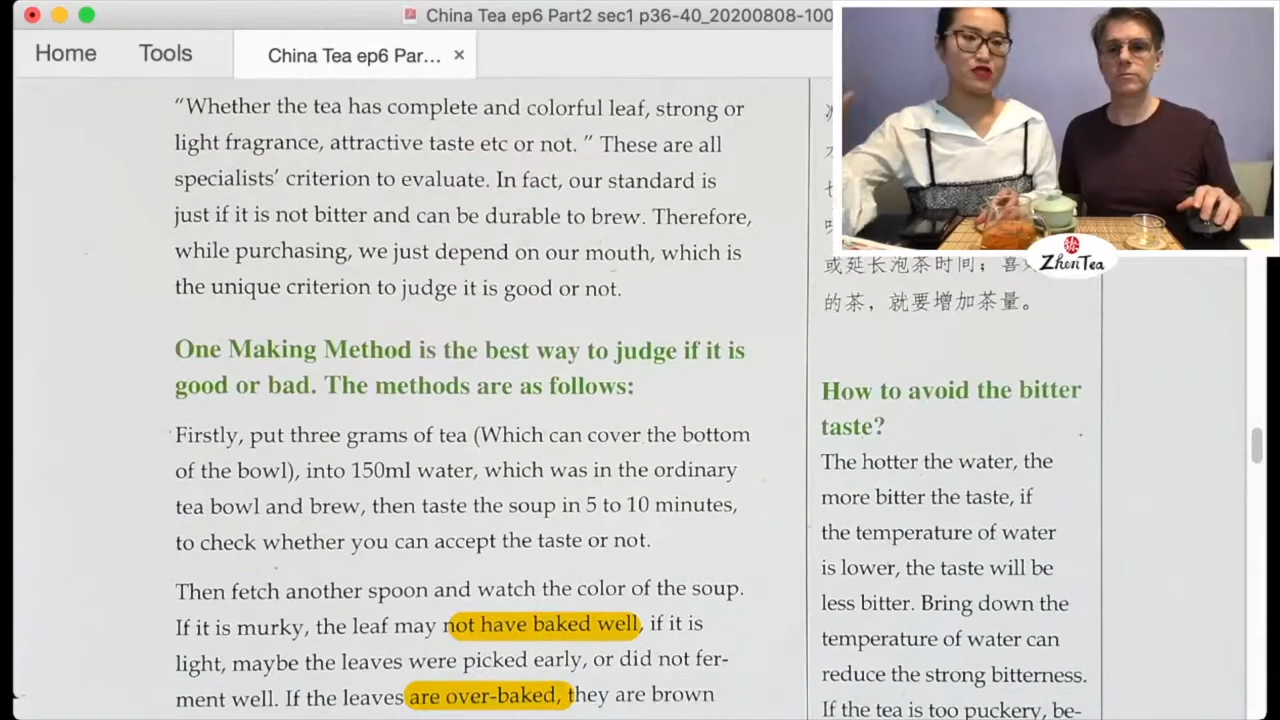 China Tea ep6 Part2 sec1 p36-40_20200808-100
Home
Tools
China Tea ep6 Par...
"Whether the tea has complete and colorful leaf, strong or
light fragrance, attractive taste etc or not. " These are all
specialists' criterion to evaluate. In fact, our standard is
just if it is not bitter and can be durable to brew. Therefore,
while purchasing, we just depend on our mouth, which is
the unique criterion to judge it is good or not.
One Making Method is the best way to judge if it is
good or bad. The methods are as follows:
Firstly, put three grams of tea (Which can cover the bottom
of the bowl), into 150ml water, which was in the ordinary
tea bowl and brew, then taste the soup in 5 to 10 minutes,
to check whether you can accept the taste or not.
Then fetch another spoon and watch the color of the soup.
If it is murky, the leaf may not have baked well, if it is
light, maybe the leaves were picked early, or did not fer-
ment well. If the leaves are over-baked, they are brown
ZhenTea
或延长泡茶时间；喜
的茶，就要增加茶量。
How to avoid the bitter
taste?
The hotter the water, the
more bitter the taste, if
the temperature of water
is lower, the taste will be
less bitter. Bring down the
temperature of water can
reduce the strong bitterness.
If the tea is too puckery, be-